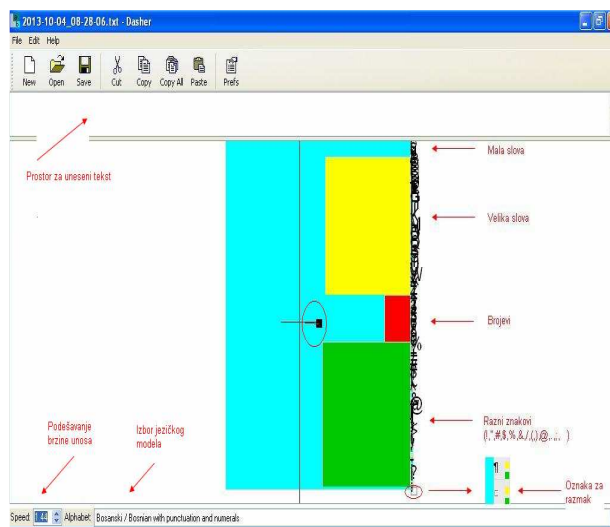 2013-10-04_08-28-06.txt - Dasher
File Edit Help
New Open Save Cut Copy Copy All Paste Prefs
Prostor za uneseni tekst
Mala slova
Velika slova
Brojevi
Razni znakovi
(!,",#,$,%,&,/,(,),@,.,;, )
Podešavanje
brzine unosa
Izbor jezičkog
modela
Oznaka za
razmak
Speed: 1.44 Alphabet: Bosanski / Bosnian with punctuation and numerals